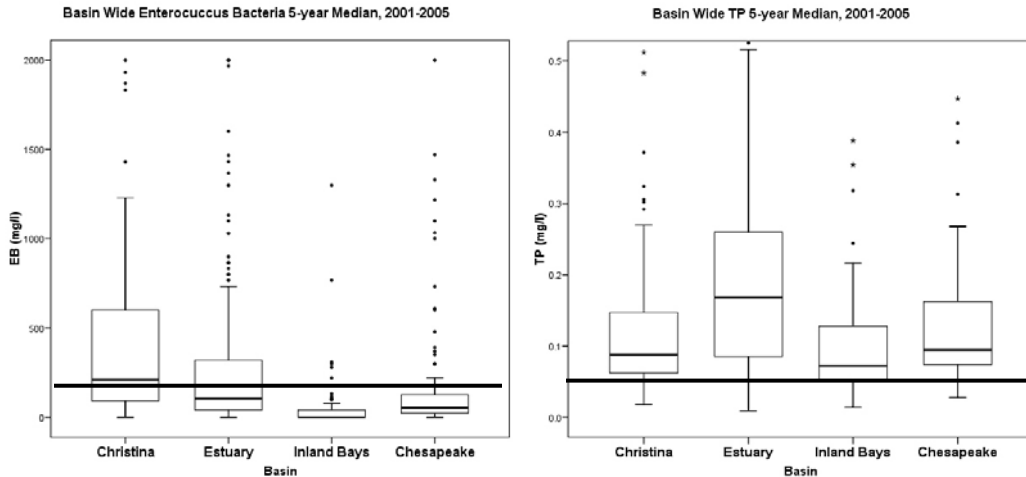 Basin Wide Enterocuccus Bacteria 5-year Median, 2001-2005
2000
1500
1000
500
0
EB (mg/l)
Christina Estuary Inland Bays Chesapeake
Basin
Basin Wide TP 5-year Median, 2001-2005
0.5
0.4
0.3
0.2
0.1
0.0
TP (mg/l)
Christina Estuary Inland Bays Chesapeake
Basin